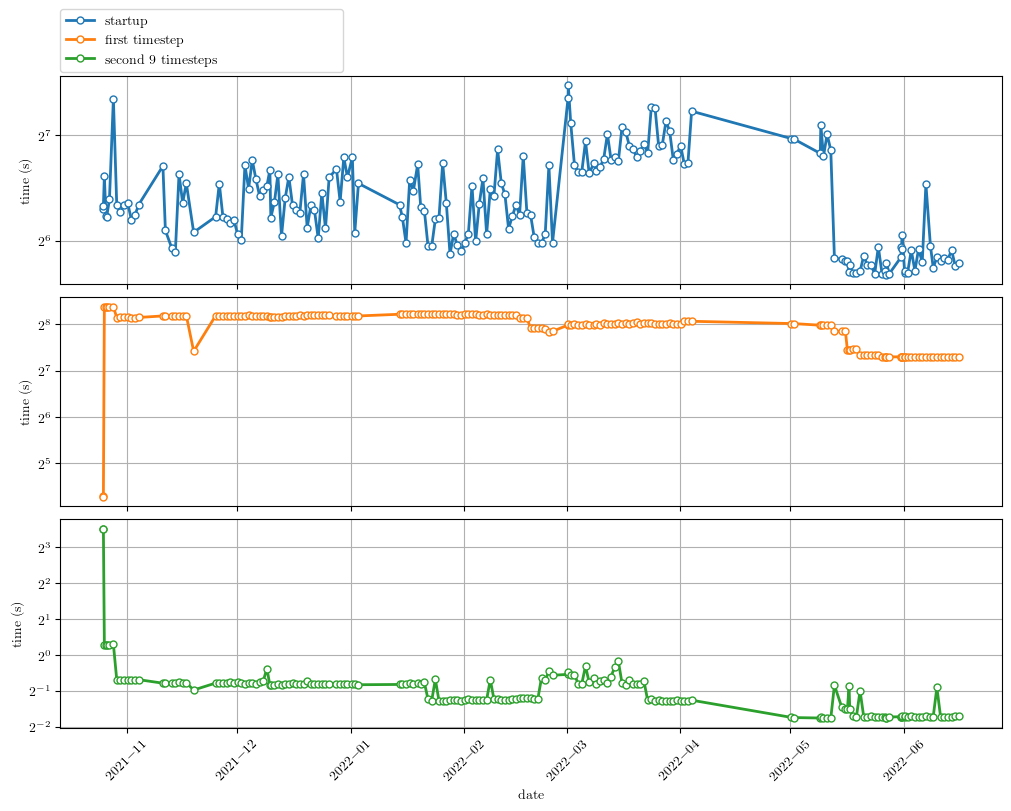 startup
first timestep
second 9 timesteps
time (s)
2^7
2^6
time (s)
2^8
2^7
2^6
2^5
time (s)
2^3
2^2
2^1
2^0
2^−1
2^−2
2021−11
2021−12
2022−01
2022−02
2022−03
2022−04
2022−05
2022−06
date